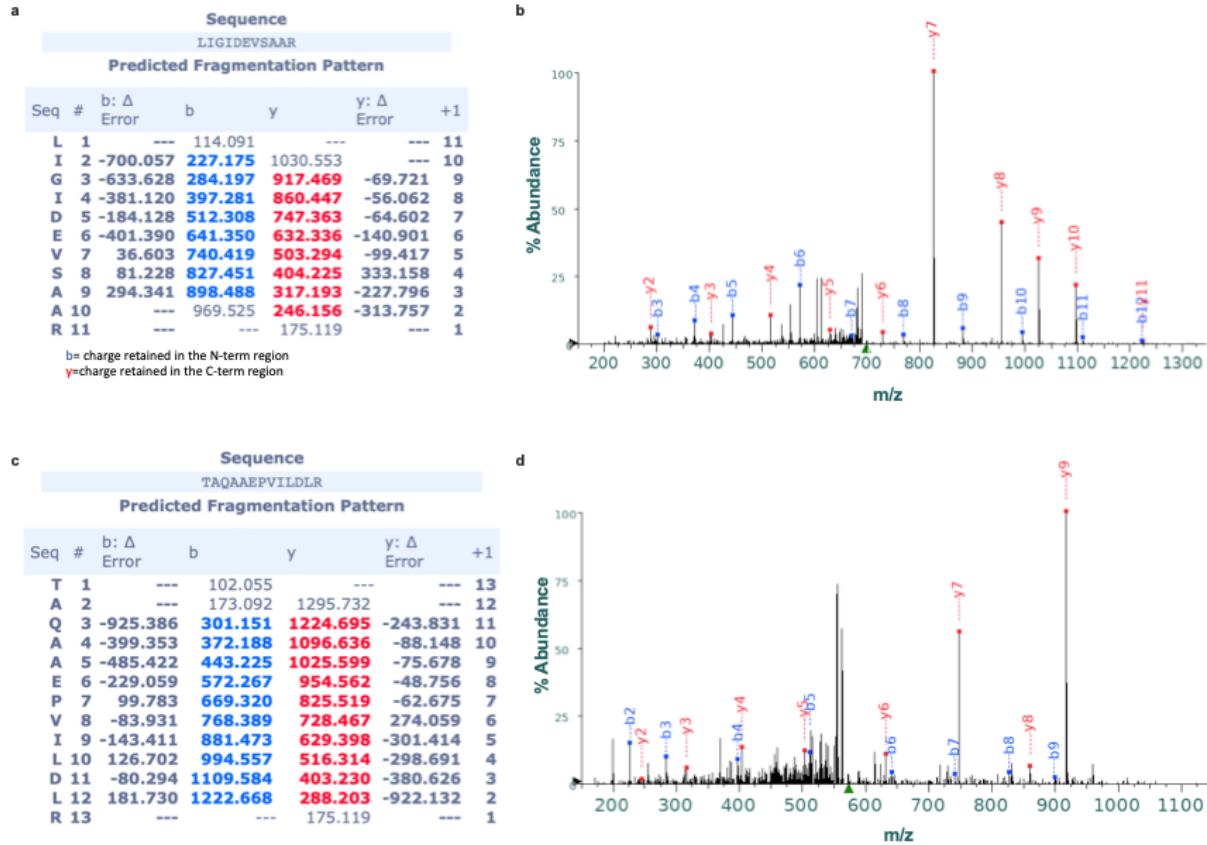 a
Sequence
LIGIDEVSAAR
Predicted Fragmentation Pattern
Seq # b: Δ Error b y y: Δ Error +1
L 1 --- 114.091 --- --- 11
I 2 -700.057 227.175 1030.553 --- 10
G 3 -633.628 284.197 917.469 -69.721 9
I 4 -381.120 397.281 860.447 -56.062 8
D 5 -184.128 512.308 747.363 -64.602 7
E 6 -401.390 641.350 632.336 -140.901 6
V 7 36.603 740.419 503.294 -99.417 5
S 8 81.228 827.451 404.225 333.158 4
A 9 294.341 898.488 317.193 -227.796 3
A 10 --- 969.525 246.156 -313.757 2
R 11 --- --- 175.119 --- 1
b= charge retained in the N-term region
y=charge retained in the C-term region
b
% Abundance
100
75
50
25
0
y2 b3 b4 y3 b5 y4 b6 y5 b7 y6 b8 y7 b9 y8 b10 y9 y10 b11 b12 y11
200 300 400 500 600 700 800 900 1000 1100 1200 1300
m/z
c
Sequence
TAQAAEPVILDLR
Predicted Fragmentation Pattern
Seq # b: Δ Error b y y: Δ Error +1
T 1 --- 102.055 --- --- 13
A 2 --- 173.092 1295.732 --- 12
Q 3 -925.386 301.151 1224.695 -243.831 11
A 4 -399.353 372.188 1096.636 -88.148 10
A 5 -485.422 443.225 1025.599 -75.678 9
E 6 -229.059 572.267 954.562 -48.756 8
P 7 99.783 669.320 825.519 -62.675 7
V 8 -83.931 768.389 728.467 274.059 6
I 9 -143.411 881.473 629.398 -301.414 5
L 10 126.702 994.557 516.314 -298.691 4
D 11 -80.294 1109.584 403.230 -380.626 3
L 12 181.730 1222.668 288.203 -922.132 2
R 13 --- --- 175.119 --- 1
d
% Abundance
100
75
50
25
0
b2 y2 b3 y3 b4 y4 y5 b5 y6 b6 b7 y7 b8 y8 b9 y9
200 300 400 500 600 700 800 900 1000 1100
m/z